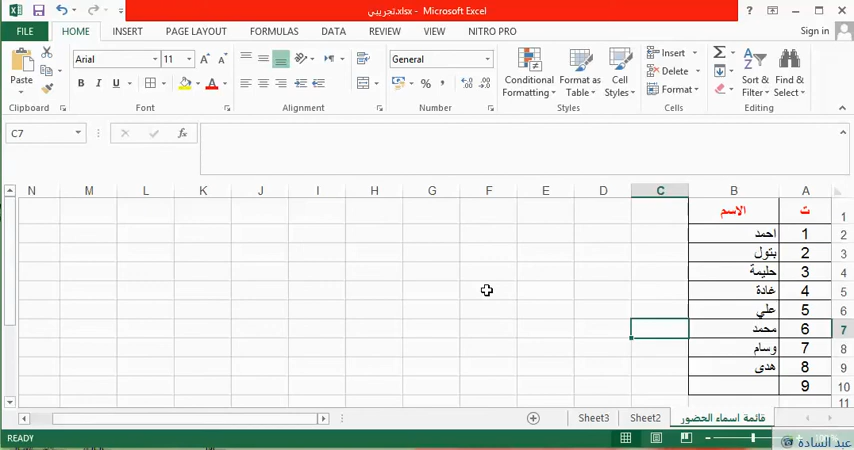 تجريبي.xlsx - Microsoft Excel
FILE HOME INSERT PAGE LAYOUT FORMULAS DATA REVIEW VIEW NITRO PRO Sign in
Paste Arial 11 General Conditional Formatting Format as Table Cell Styles Insert Delete Format Sort & Filter Find & Select
B I U A % ,
Clipboard Font Alignment Number Styles Cells Editing
C7 fx
N M L K J I H G F E D C B A
ت الاسم 1
1 احمد 2
2 بتول 3
3 حليمة 4
4 غادة 5
5 علي 6
6 محمد 7
7 وسام 8
8 هدى 9
9 10
11
قائمة اسماء الحضور Sheet2 Sheet3
READY
عبد السادة